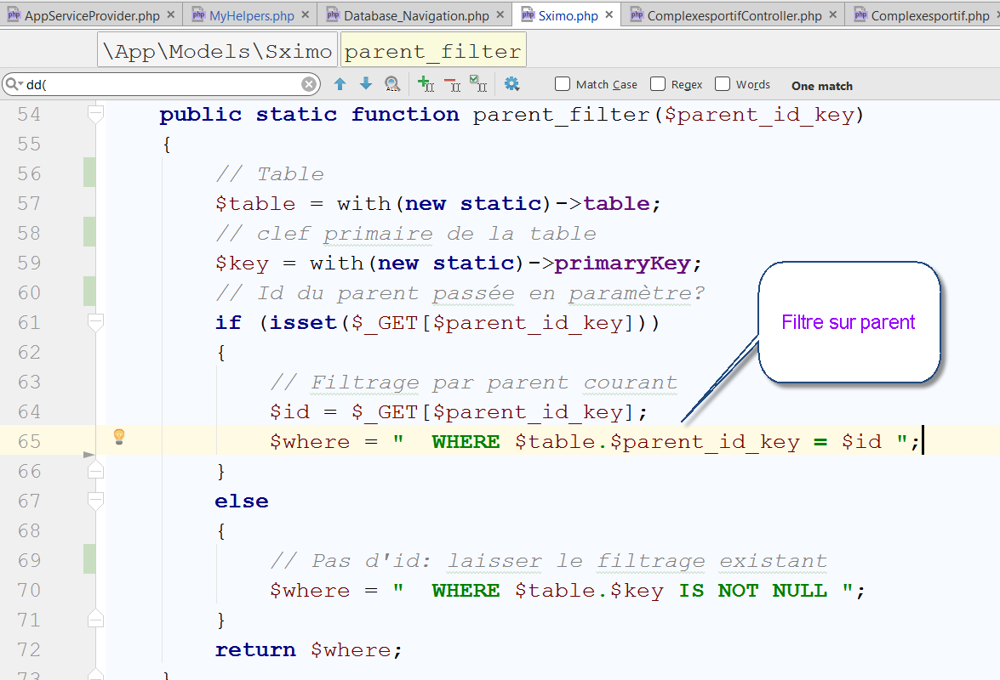 AppServiceProvider.php × MyHelpers.php × Database_Navigation.php × Sximo.php × ComplexesportifController.php × Complexesportif.php ×
\App\Models\Sximo parent_filter
dd( Match Case Regex Words One match
54 public static function parent_filter($parent_id_key)
55 {
56 // Table
57 $table = with(new static)->table;
58 // clef primaire de la table
59 $key = with(new static)->primaryKey;
60 // Id du parent passée en paramètre?
61 if (isset($_GET[$parent_id_key]))
62 {
63 // Filtrage par parent courant
64 $id = $_GET[$parent_id_key];
65 $where = "  WHERE $table.$parent_id_key = $id ";
Filtre sur parent
66 }
67 else
68 {
69 // Pas d'id: laisser le filtrage existant
70 $where = "  WHERE $table.$key IS NOT NULL ";
71 }
72 return $where;
73 }